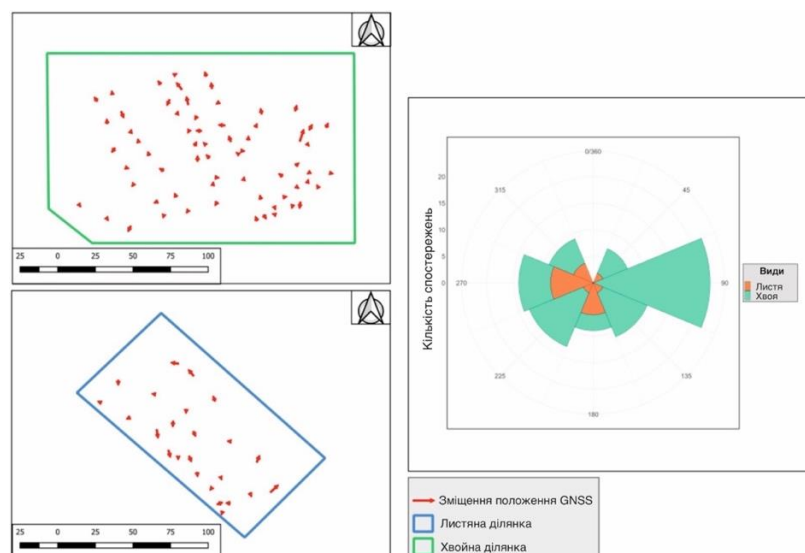 25 0 25 50 75 100
25 0 25 50 75 100
0/360
45
90
135
180
225
270
315
20
15
10
5
0
Кількість спостережень
Види
Листя
Хвоя
Зміщення положення GNSS
Листяна ділянка
Хвойна ділянка